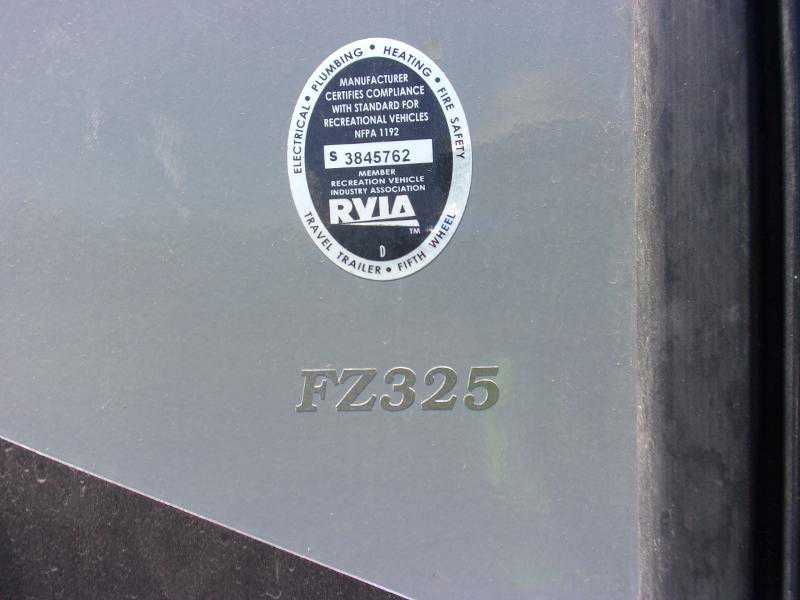 ELECTRICAL • PLUMBING • HEATING • FIRE SAFETY
MANUFACTURER
CERTIFIES COMPLIANCE
WITH STANDARD FOR
RECREATIONAL VEHICLES
NFPA 1192
S 3845762
MEMBER
RECREATION VEHICLE
INDUSTRY ASSOCIATION
RVIA TM
D
TRAVEL TRAILER • FIFTH WHEEL
FZ325